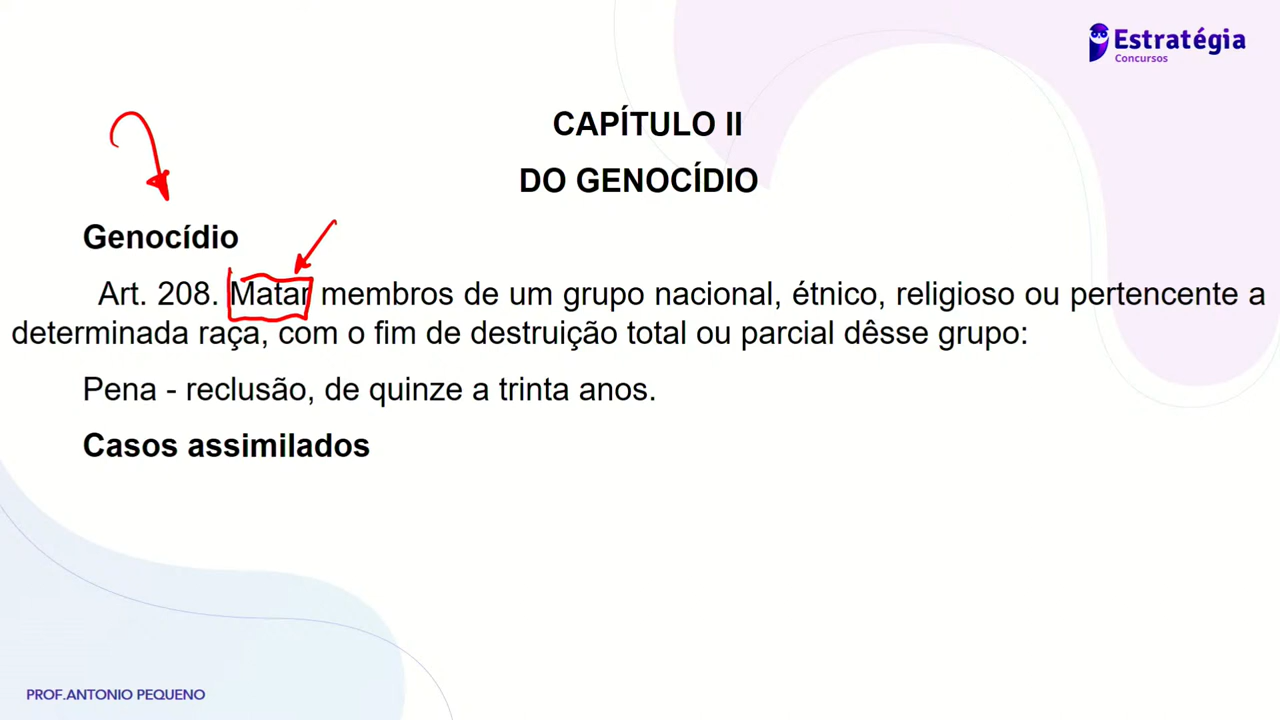 Estratégia
Concursos
CAPÍTULO II
DO GENOCÍDIO
Genocídio
Art. 208. Matar membros de um grupo nacional, étnico, religioso ou pertencente a
determinada raça, com o fim de destruição total ou parcial dêsse grupo:
Pena - reclusão, de quinze a trinta anos.
Casos assimilados
PROF.ANTONIO PEQUENO